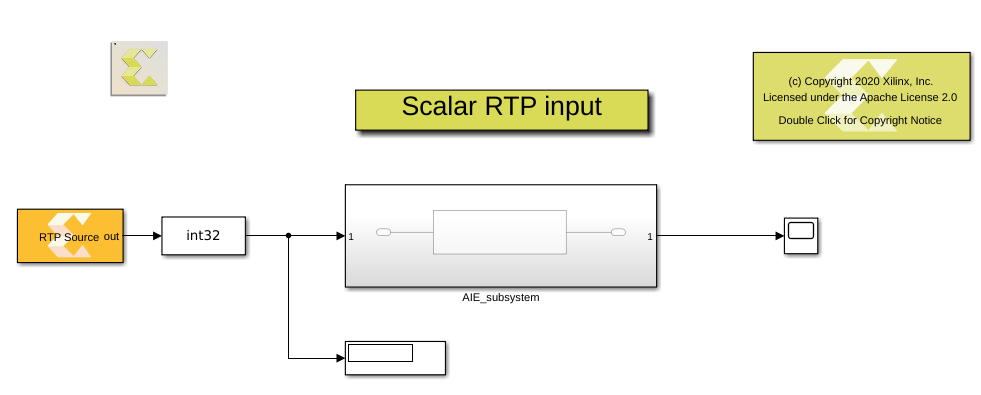 Scalar RTP input
(c) Copyright 2020 Xilinx, Inc.
Licensed under the Apache License 2.0
Double Click for Copyright Notice
RTP Source out
int32
1
1
AIE_subsystem